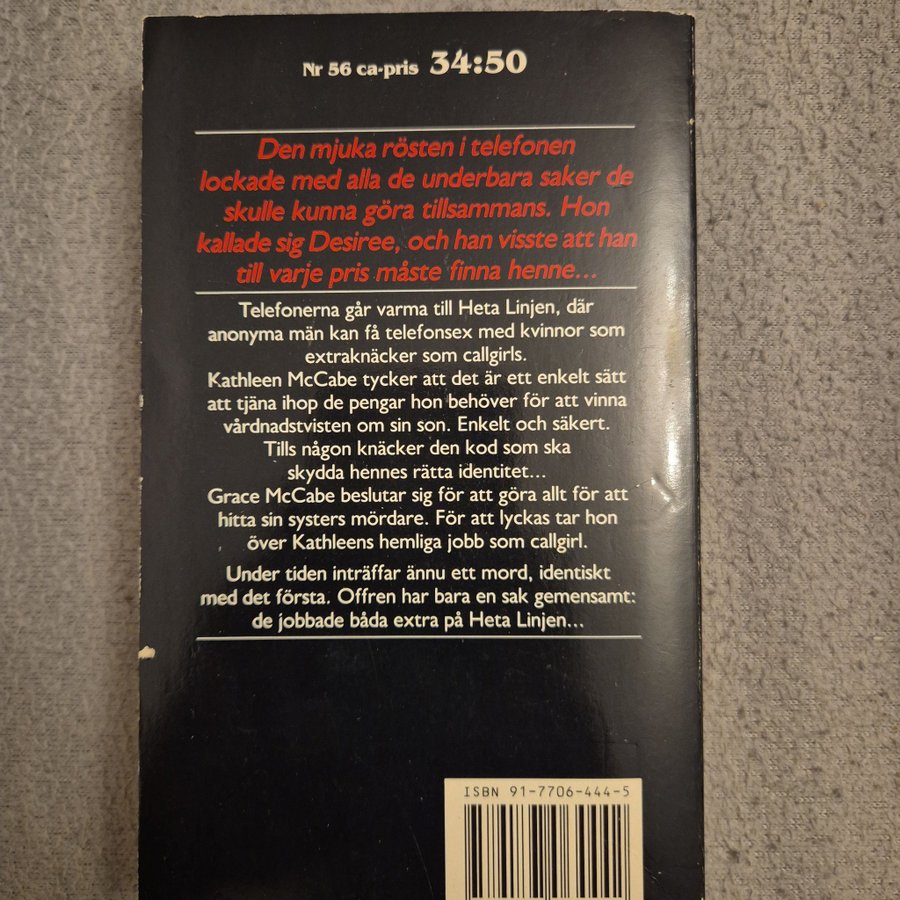 Nr 56 ca-pris 34:50
Den mjuka rösten i telefonen
lockade med alla de underbara saker de
skulle kunna göra tillsammans. Hon
kallade sig Desiree, och han visste att han
till varje pris måste finna henne...
Telefonerna går varma till Heta Linjen, där
anonyma män kan få telefonsex med kvinnor som
extraknäcker som callgirls.
Kathleen McCabe tycker att det är ett enkelt sätt
att tjäna ihop de pengar hon behöver för att vinna
vårdnadstvisten om sin son. Enkelt och säkert.
Tills någon knäcker den kod som ska
skydda hennes rätta identitet...
Grace McCabe beslutar sig för att göra allt för att
hitta sin systers mördare. För att lyckas tar hon
över Kathleens hemliga jobb som callgirl.
Under tiden inträffar ännu ett mord, identiskt
med det första. Offren har bara en sak gemensamt:
de jobbade båda extra på Heta Linjen...
ISBN 91-7706-444-5